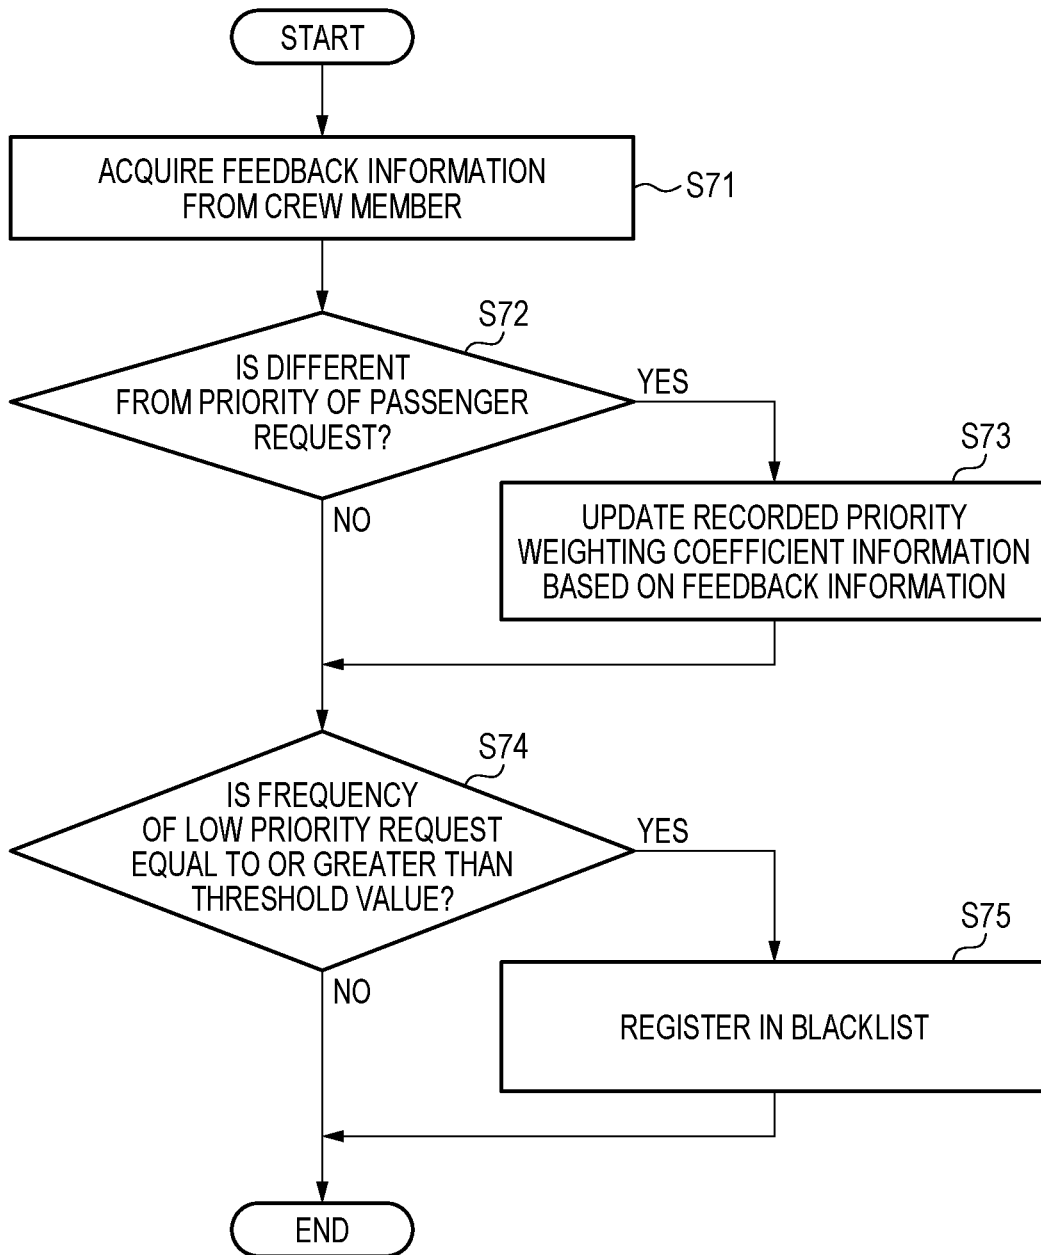 START
ACQUIRE FEEDBACK INFORMATION
FROM CREW MEMBER
S71
S72
IS DIFFERENT
FROM PRIORITY OF PASSENGER
REQUEST?
YES
NO
S73
UPDATE RECORDED PRIORITY
WEIGHTING COEFFICIENT INFORMATION
BASED ON FEEDBACK INFORMATION
S74
IS FREQUENCY
OF LOW PRIORITY REQUEST
EQUAL TO OR GREATER THAN
THRESHOLD VALUE?
YES
NO
S75
REGISTER IN BLACKLIST
END